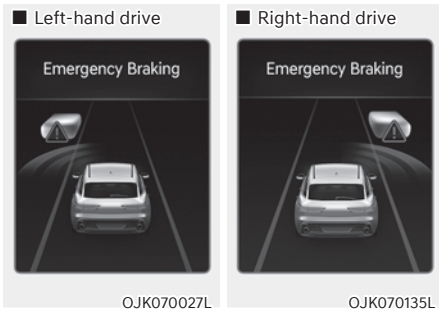 ■ Left-hand drive
Emergency Braking
OJK070027L
■ Right-hand drive
Emergency Braking
OJK070135L